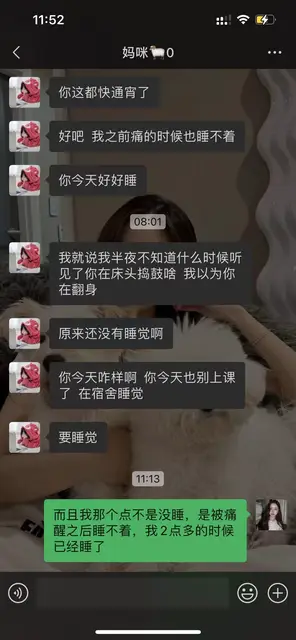 11:52
妈咪🐑0
你这都快通宵了
好吧 我之前痛的时候也睡不着
你今天好好睡
08:01
我就说我半夜不知道什么时候听
见了你在床头捣鼓啥 我以为你
在翻身
原来还没有睡觉啊
你今天咋样啊 你今天也别上课
了 在宿舍睡觉
要睡觉
11:13
而且我那个点不是没睡，是被痛
醒之后睡不着，我2点多的时候
已经睡了